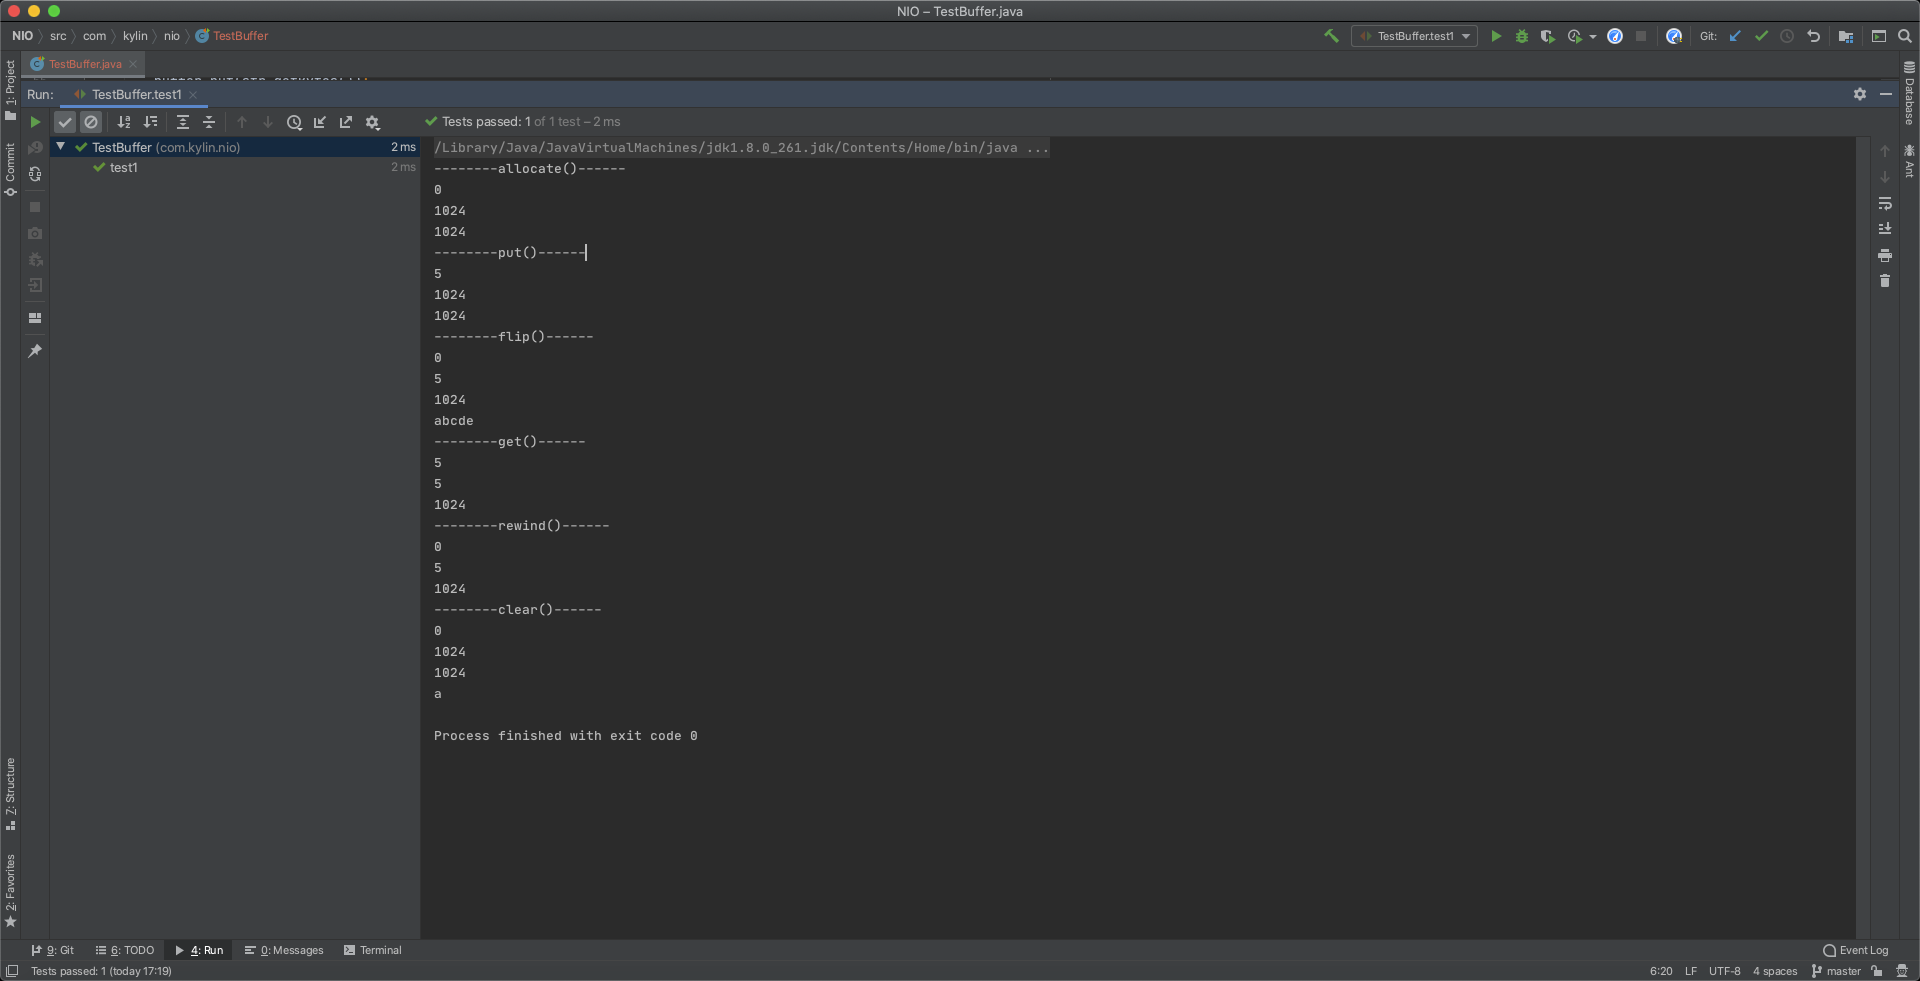 NIO – TestBuffer.java
NIO src com kylin nio TestBuffer
TestBuffer.test1
Git:
TestBuffer.java
Run: TestBuffer.test1
Tests passed: 1 of 1 test – 2 ms
TestBuffer (com.kylin.nio) 2 ms
test1 2 ms
/Library/Java/JavaVirtualMachines/jdk1.8.0_261.jdk/Contents/Home/bin/java ...
--------allocate()------
0
1024
1024
--------put()------
5
1024
1024
--------flip()------
0
5
1024
abcde
--------get()------
5
5
1024
--------rewind()------
0
5
1024
--------clear()------
0
1024
1024
a
Process finished with exit code 0
1: Project
Commit
Z: Structure
2: Favorites
Database
Ant
9: Git 6: TODO 4: Run 0: Messages Terminal
Event Log
Tests passed: 1 (today 17:19)
6:20 LF UTF-8 4 spaces master